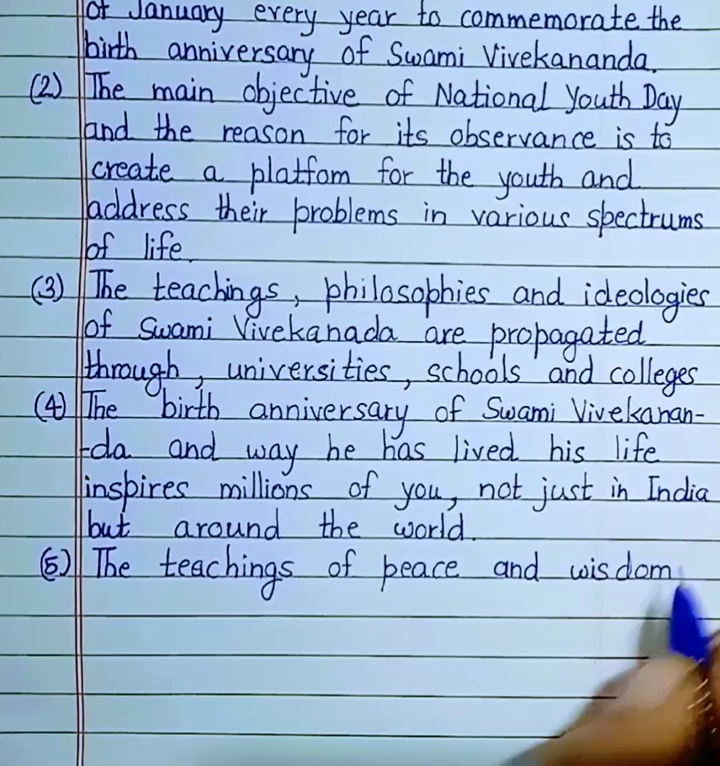 of January every year to commemorate the
birth anniversary of Swami Vivekananda.
(2) The main objective of National Youth Day
and the reason for its observance is to
create a platfom for the youth and
address their problems in various spectrums
of life.
(3) The teachings, philosophies and ideologies
of Swami Vivekanada are propagated
through, universities, schools and colleges
(4) The birth anniversary of Swami Vivekanan-
-da and way he has lived his life
inspires millions of you, not just in India
but around the world.
(5) The teachings of peace and wisdom